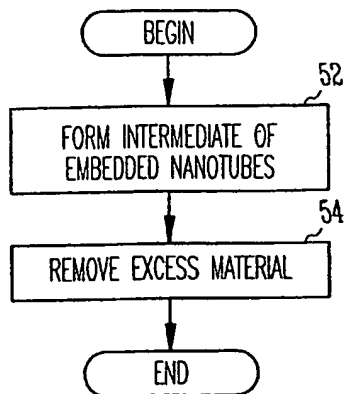 BEGIN
52
FORM INTERMEDIATE OF
EMBEDDED NANOTUBES
54
REMOVE EXCESS MATERIAL
END